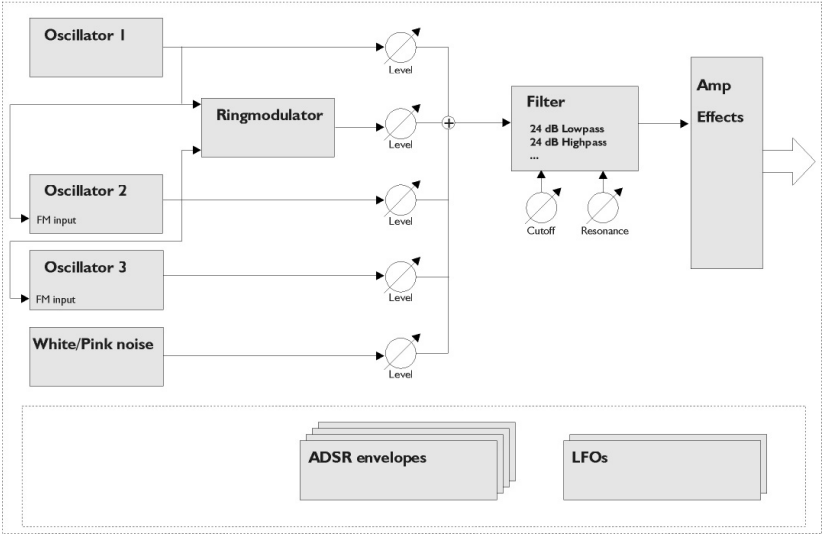 Oscillator 1
Level
Ringmodulator
Level
Oscillator 2
FM input
Level
Oscillator 3
FM input
Level
White/Pink noise
Level
Filter
24 dB Lowpass
24 dB Highpass
...
Cutoff
Resonance
Amp
Effects
ADSR envelopes
LFOs